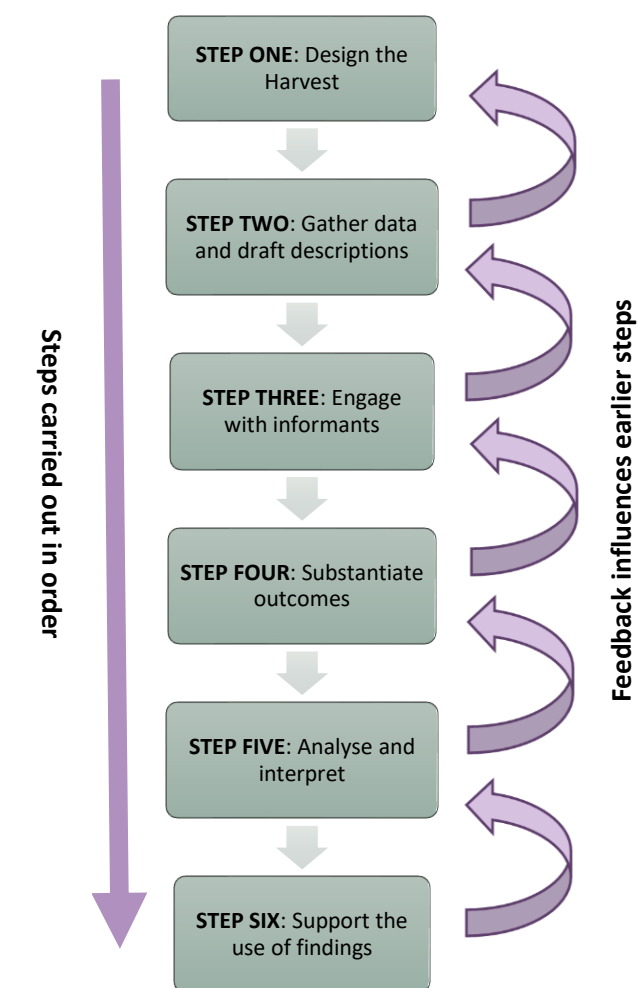 STEP ONE: Design the
Harvest
STEP TWO: Gather data
and draft descriptions
STEP THREE: Engage
with informants
STEP FOUR: Substantiate
outcomes
STEP FIVE: Analyse and
interpret
STEP SIX: Support the
use of findings
Steps carried out in order
Feedback influences earlier steps